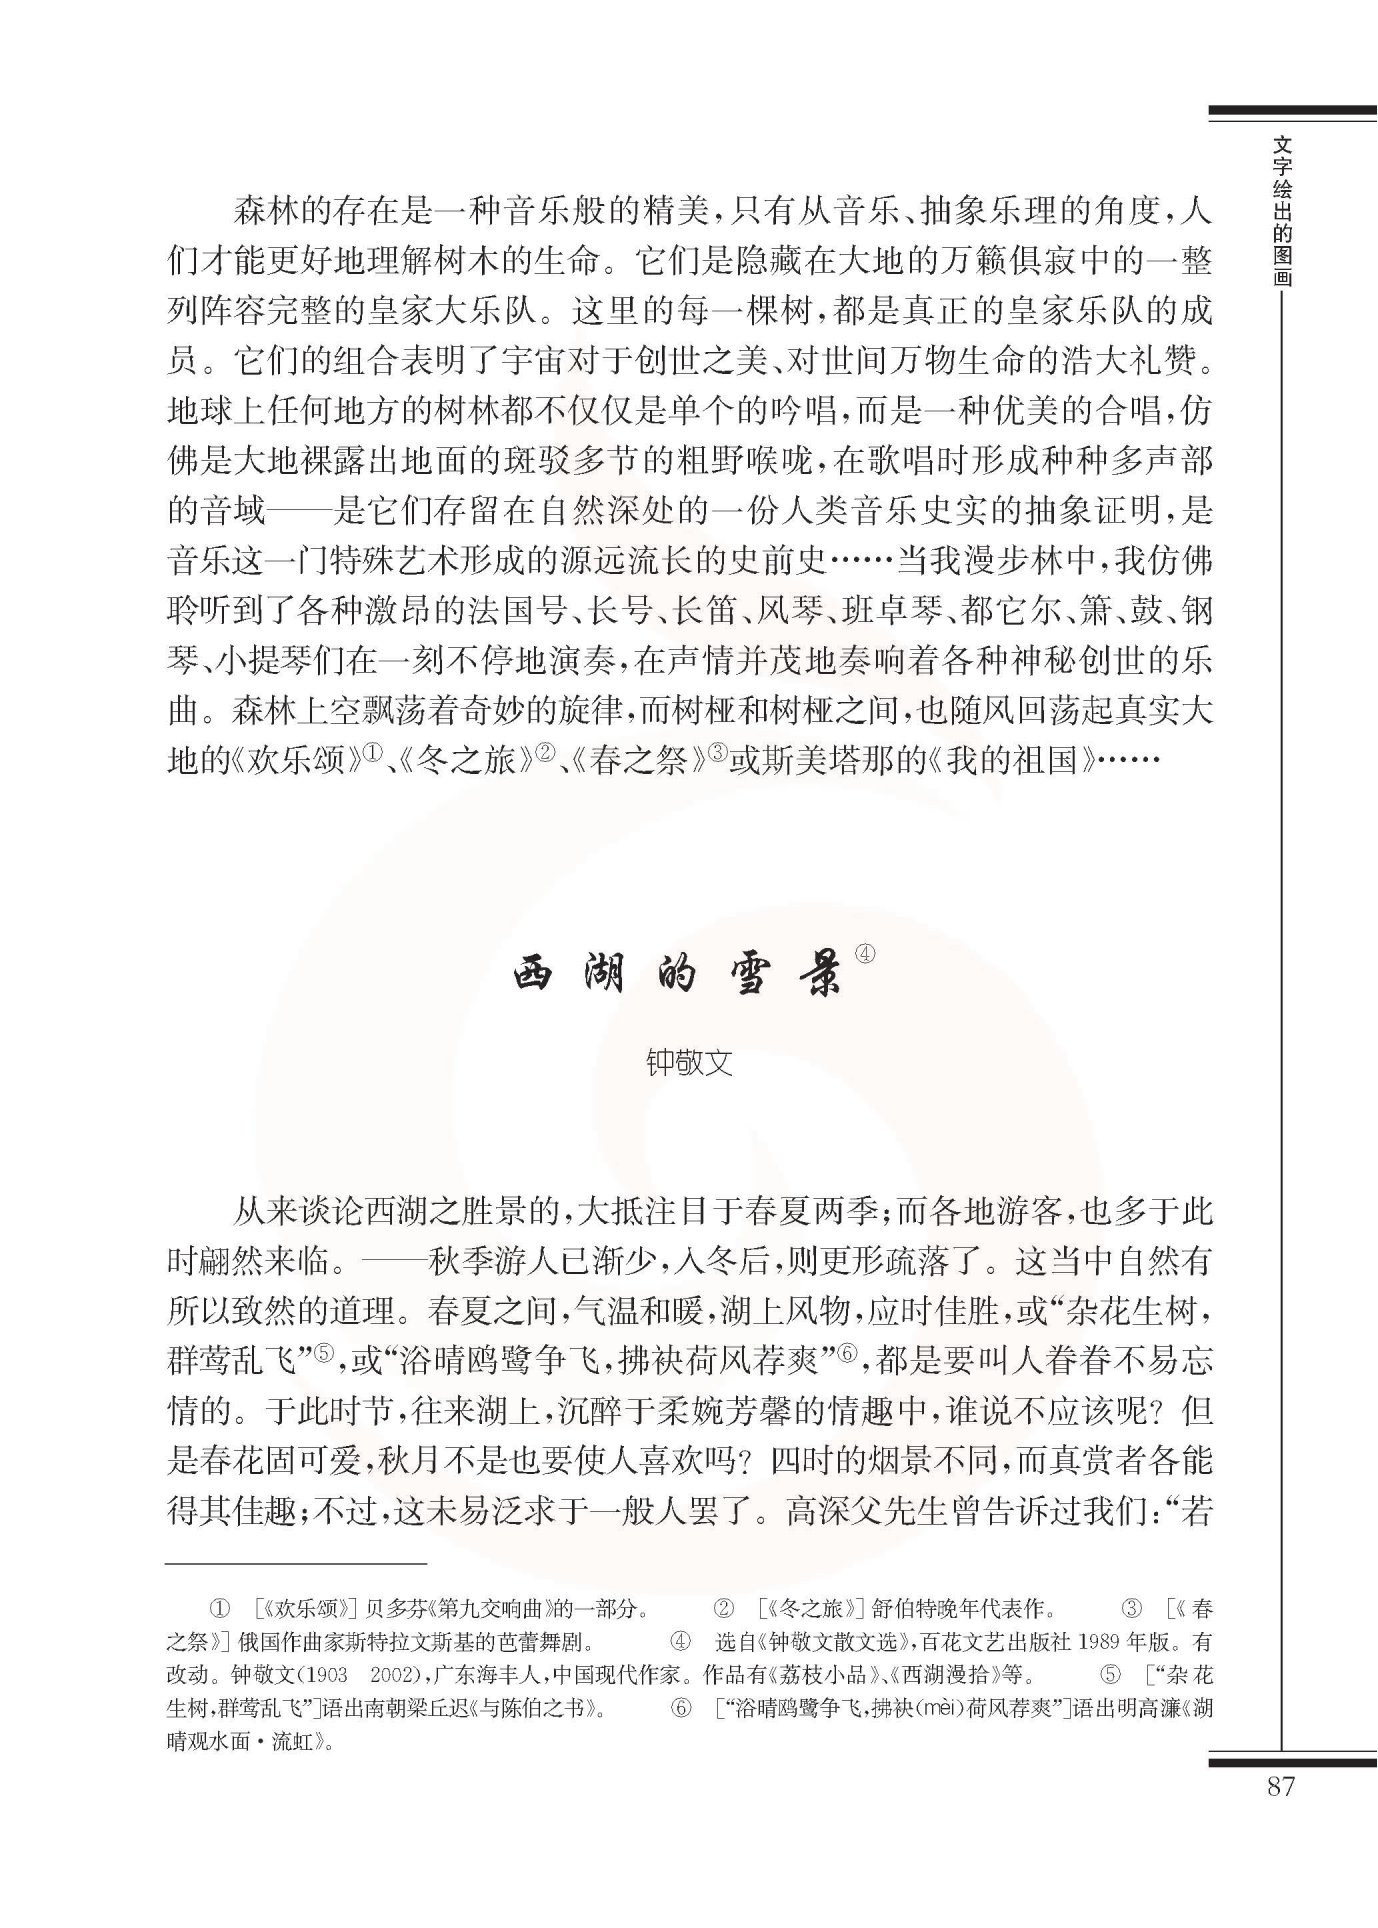 文字绘出的图画
森林的存在是一种音乐般的精美，只有从音乐、抽象乐理的角度，人
们才能更好地理解树木的生命。它们是隐藏在大地的万籁俱寂中的一整
列阵容完整的皇家大乐队。这里的每一棵树，都是真正的皇家乐队的成
员。它们的组合表明了宇宙对于创世之美、对世间万物生命的浩大礼赞。
地球上任何地方的树林都不仅仅是单个的吟唱，而是一种优美的合唱，仿
佛是大地裸露出地面的斑驳多节的粗野喉咙，在歌唱时形成种种多声部
的音域——是它们存留在自然深处的一份人类音乐史实的抽象证明，是
音乐这一门特殊艺术形成的源远流长的史前史……当我漫步林中，我仿佛
聆听到了各种激昂的法国号、长号、长笛、风琴、班卓琴、都它尔、箫、鼓、钢
琴、小提琴们在一刻不停地演奏，在声情并茂地奏响着各种神秘创世的乐
曲。森林上空飘荡着奇妙的旋律，而树桠和树桠之间，也随风回荡起真实大
地的《欢乐颂》①、《冬之旅》②、《春之祭》③或斯美塔那的《我的祖国》……
西湖的雪景④
钟敬文
从来谈论西湖之胜景的，大抵注目于春夏两季；而各地游客，也多于此
时翩然来临。——秋季游人已渐少，入冬后，则更形疏落了。这当中自然有
所以致然的道理。春夏之间，气温和暖，湖上风物，应时佳胜，或“杂花生树，
群莺乱飞”⑤，或“浴晴鸥鹭争飞，拂袂荷风荐爽”⑥，都是要叫人眷眷不易忘
情的。于此时节，往来湖上，沉醉于柔婉芳馨的情趣中，谁说不应该呢？但
是春花固可爱，秋月不是也要使人喜欢吗？四时的烟景不同，而真赏者各能
得其佳趣；不过，这未易泛求于一般人罢了。高深父先生曾告诉过我们：“若
① ［《欢乐颂》］贝多芬《第九交响曲》的一部分。 ② ［《冬之旅》］舒伯特晚年代表作。 ③ ［《春
之祭》］俄国作曲家斯特拉文斯基的芭蕾舞剧。 ④ 选自《钟敬文散文选》，百花文艺出版社1989年版。有
改动。钟敬文（1903 2002），广东海丰人，中国现代作家。作品有《荔枝小品》、《西湖漫拾》等。 ⑤ ［“杂花
生树，群莺乱飞”］语出南朝梁丘迟《与陈伯之书》。 ⑥ ［“浴晴鸥鹭争飞，拂袂(mèi)荷风荐爽”］语出明高濂《湖
晴观水面·流虹》。
87